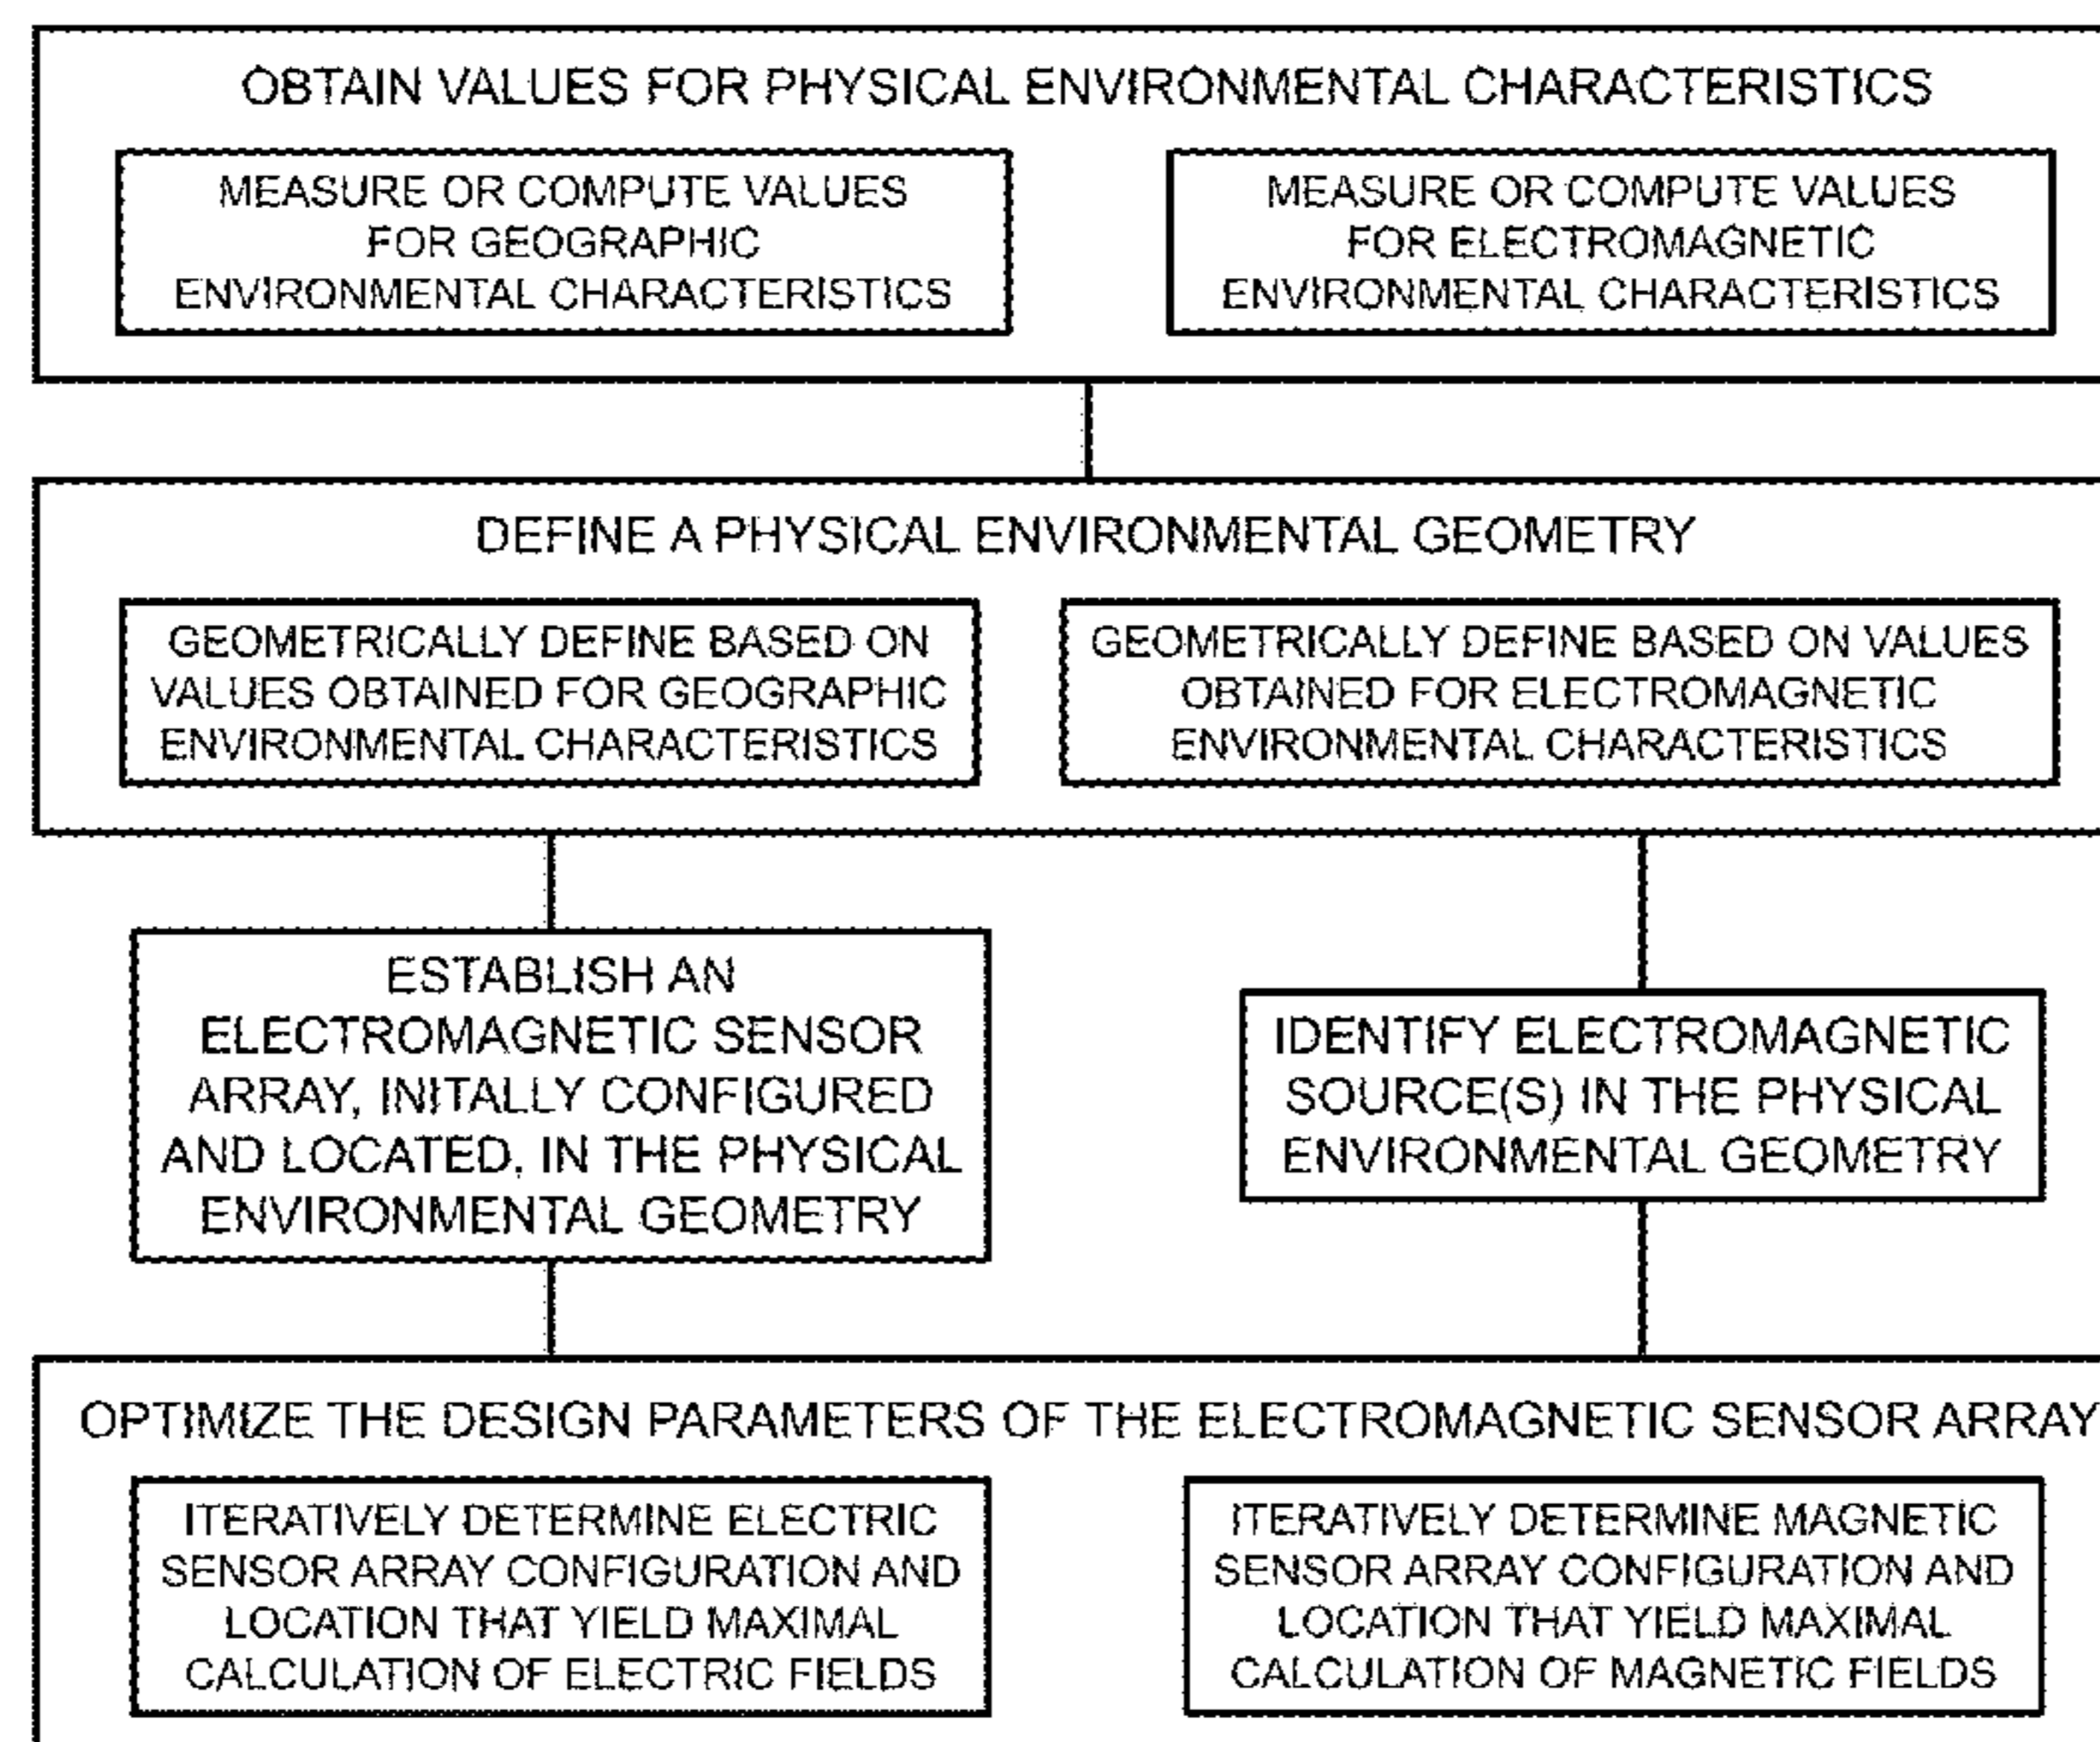 OBTAIN VALUES FOR PHYSICAL ENVIRONMENTAL CHARACTERISTICS
MEASURE OR COMPUTE VALUES
FOR GEOGRAPHIC
ENVIRONMENTAL CHARACTERISTICS
MEASURE OR COMPUTE VALUES
FOR ELECTROMAGNETIC
ENVIRONMENTAL CHARACTERISTICS
DEFINE A PHYSICAL ENVIRONMENTAL GEOMETRY
GEOMETRICALLY DEFINE BASED ON
VALUES OBTAINED FOR GEOGRAPHIC
ENVIRONMENTAL CHARACTERISTICS
GEOMETRICALLY DEFINE BASED ON VALUES
OBTAINED FOR ELECTROMAGNETIC
ENVIRONMENTAL CHARACTERISTICS
ESTABLISH AN
ELECTROMAGNETIC SENSOR
ARRAY, INITALLY CONFIGURED
AND LOCATED, IN THE PHYSICAL
ENVIRONMENTAL GEOMETRY
IDENTIFY ELECTROMAGNETIC
SOURCE(S) IN THE PHYSICAL
ENVIRONMENTAL GEOMETRY
OPTIMIZE THE DESIGN PARAMETERS OF THE ELECTROMAGNETIC SENSOR ARRAY
ITERATIVELY DETERMINE ELECTRIC
SENSOR ARRAY CONFIGURATION AND
LOCATION THAT YIELD MAXIMAL
CALCULATION OF ELECTRIC FIELDS
ITERATIVELY DETERMINE MAGNETIC
SENSOR ARRAY CONFIGURATION AND
LOCATION THAT YIELD MAXIMAL
CALCULATION OF MAGNETIC FIELDS